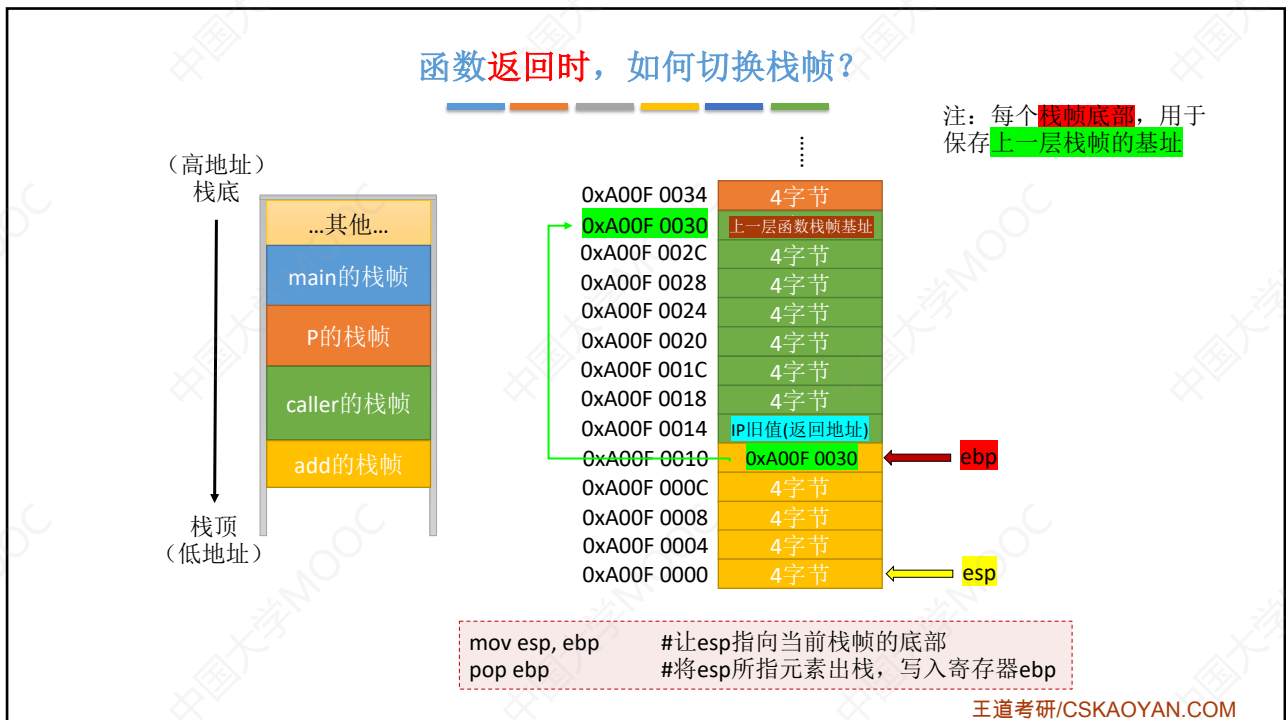 函数返回时，如何切换栈帧？
注：每个栈帧底部，用于
保存上一层栈帧的基址
（高地址）
栈底
...其他...
main的栈帧
P的栈帧
caller的栈帧
add的栈帧
栈顶
（低地址）
......
0xA00F 0034 4字节
0xA00F 0030 上一层函数栈帧基址
0xA00F 002C 4字节
0xA00F 0028 4字节
0xA00F 0024 4字节
0xA00F 0020 4字节
0xA00F 001C 4字节
0xA00F 0018 4字节
0xA00F 0014 IP旧值(返回地址)
0xA00F 0010 0xA00F 0030 ebp
0xA00F 000C 4字节
0xA00F 0008 4字节
0xA00F 0004 4字节
0xA00F 0000 4字节 esp
mov esp, ebp #让esp指向当前栈帧的底部
pop ebp #将esp所指元素出栈，写入寄存器ebp
王道考研/CSKAOYAN.COM
中国大学MOOC